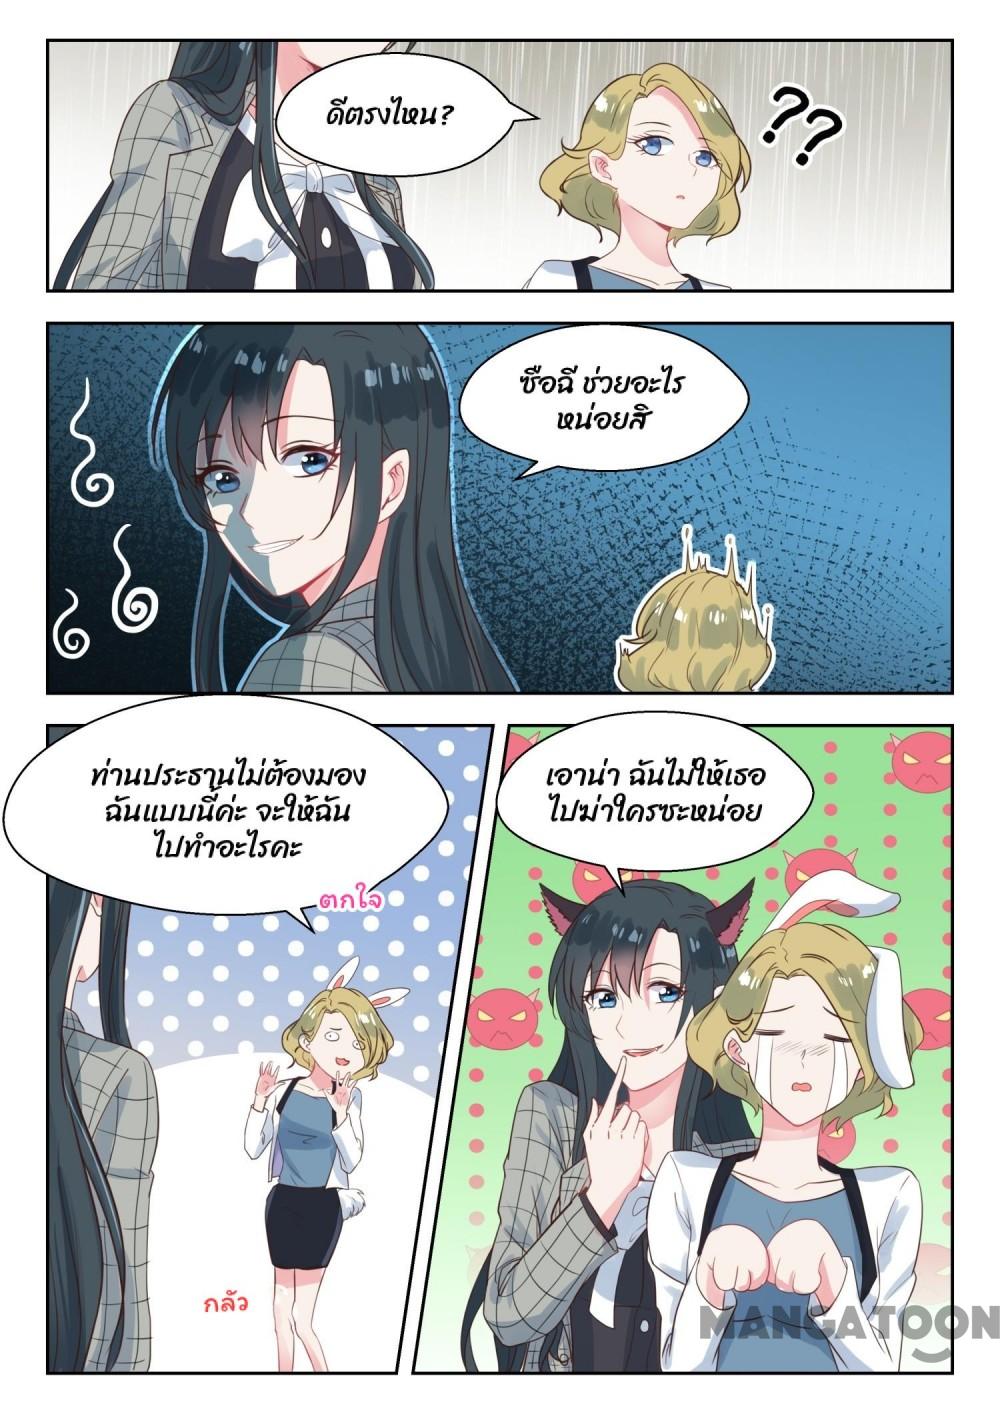 ดีตรงไหน?
??
ซือฉี ช่วยอะไร
หน่อยสิ
ท่านประธานไม่ต้องมอง
ฉันแบบนี้ค่ะ จะให้ฉัน
ไปทำอะไรคะ
ตกใจ
กลัว
เอาน่า ฉันไม่ให้เธอ
ไปฆ่าใครซะหน่อย
MANGATOON